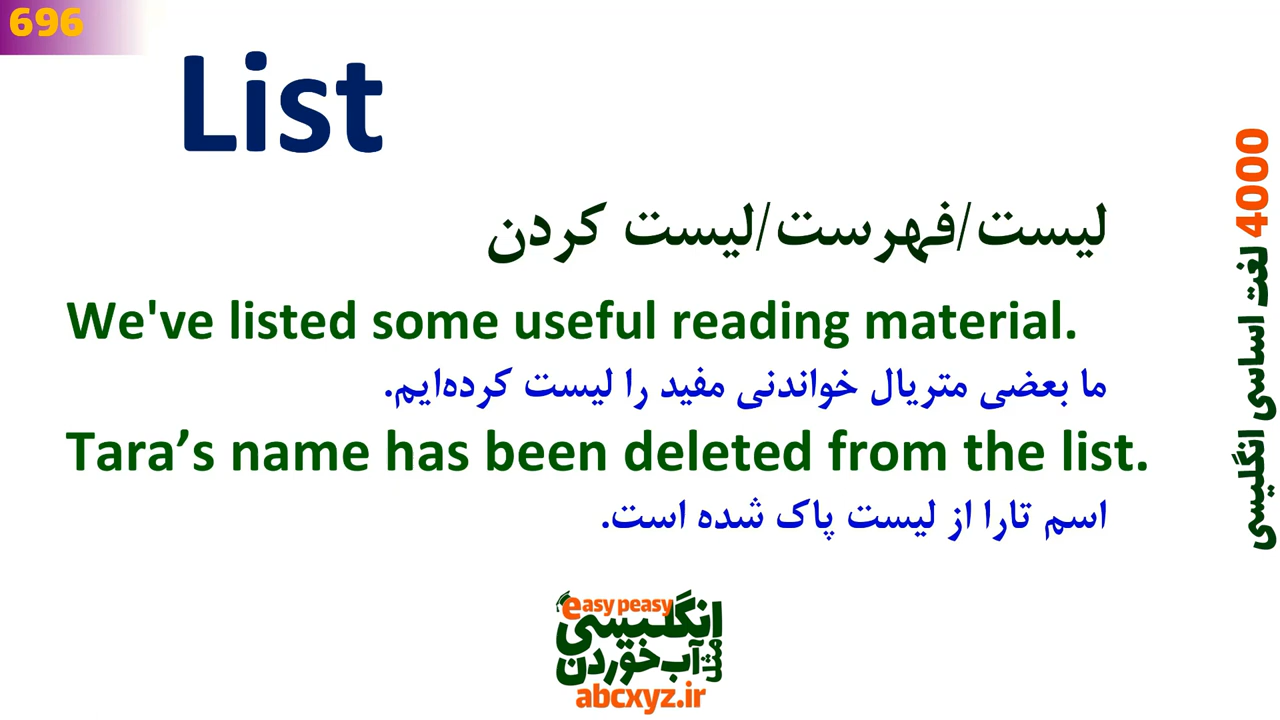 696
List
لیست/فهرست/لیست کردن
We've listed some useful reading material.
ما بعضی متریال خواندنی مفید را لیست کرده‌ایم.
Tara’s name has been deleted from the list.
اسم تارا از لیست پاک شده است.
4000 لغت اساسی انگلیسی
easy peasy
انگلیسی
مثل آب خوردن
abcxyz.ir